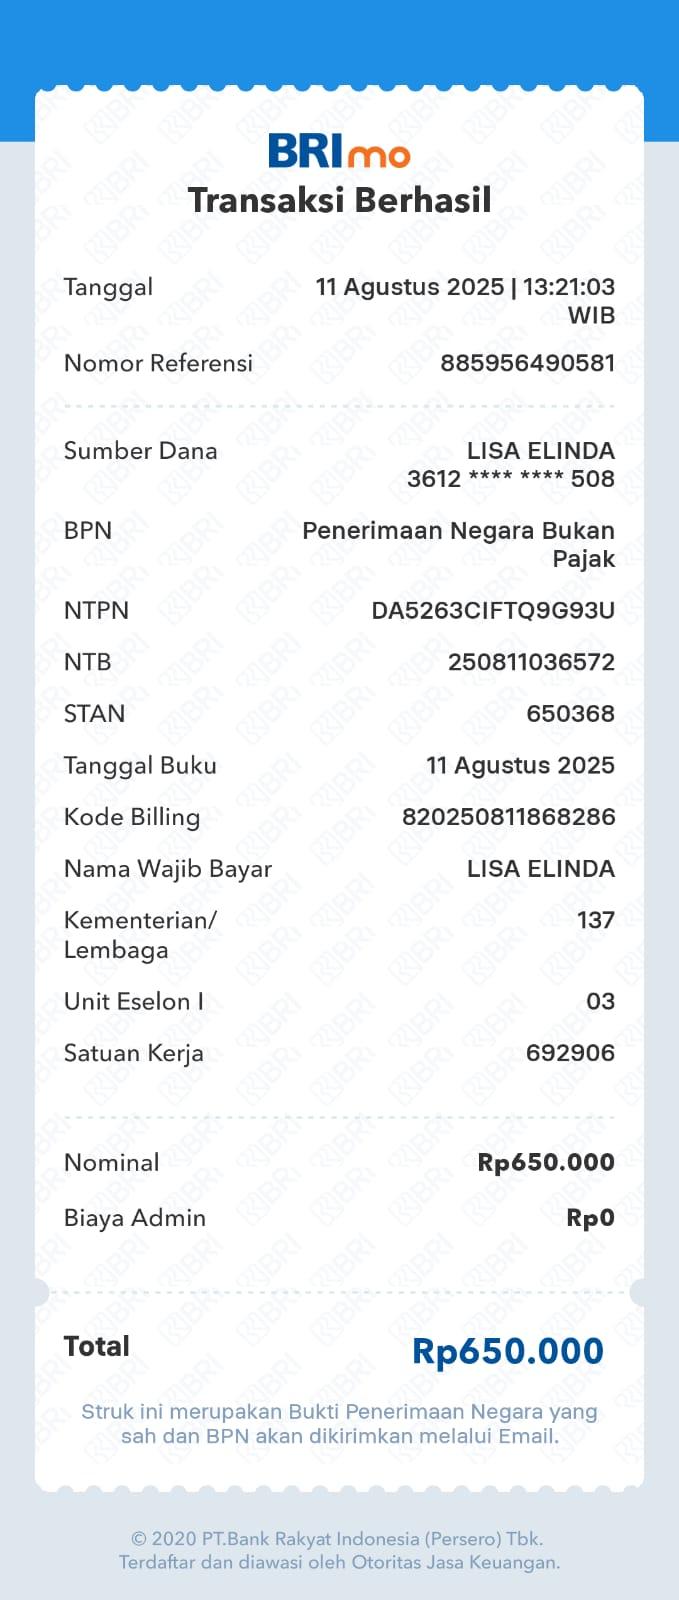 BRImo
Transaksi Berhasil
Tanggal 11 Agustus 2025 | 13:21:03
WIB
Nomor Referensi 885956490581
Sumber Dana LISA ELINDA
3612 **** **** 508
BPN Penerimaan Negara Bukan
Pajak
NTPN DA5263CIFTQ9G93U
NTB 250811036572
STAN 650368
Tanggal Buku 11 Agustus 2025
Kode Billing 820250811868286
Nama Wajib Bayar LISA ELINDA
Kementerian/ 137
Lembaga
Unit Eselon I 03
Satuan Kerja 692906
Nominal Rp650.000
Biaya Admin Rp0
Total Rp650.000
Struk ini merupakan Bukti Penerimaan Negara yang
sah dan BPN akan dikirimkan melalui Email.
© 2020 PT.Bank Rakyat Indonesia (Persero) Tbk.
Terdaftar dan diawasi oleh Otoritas Jasa Keuangan.